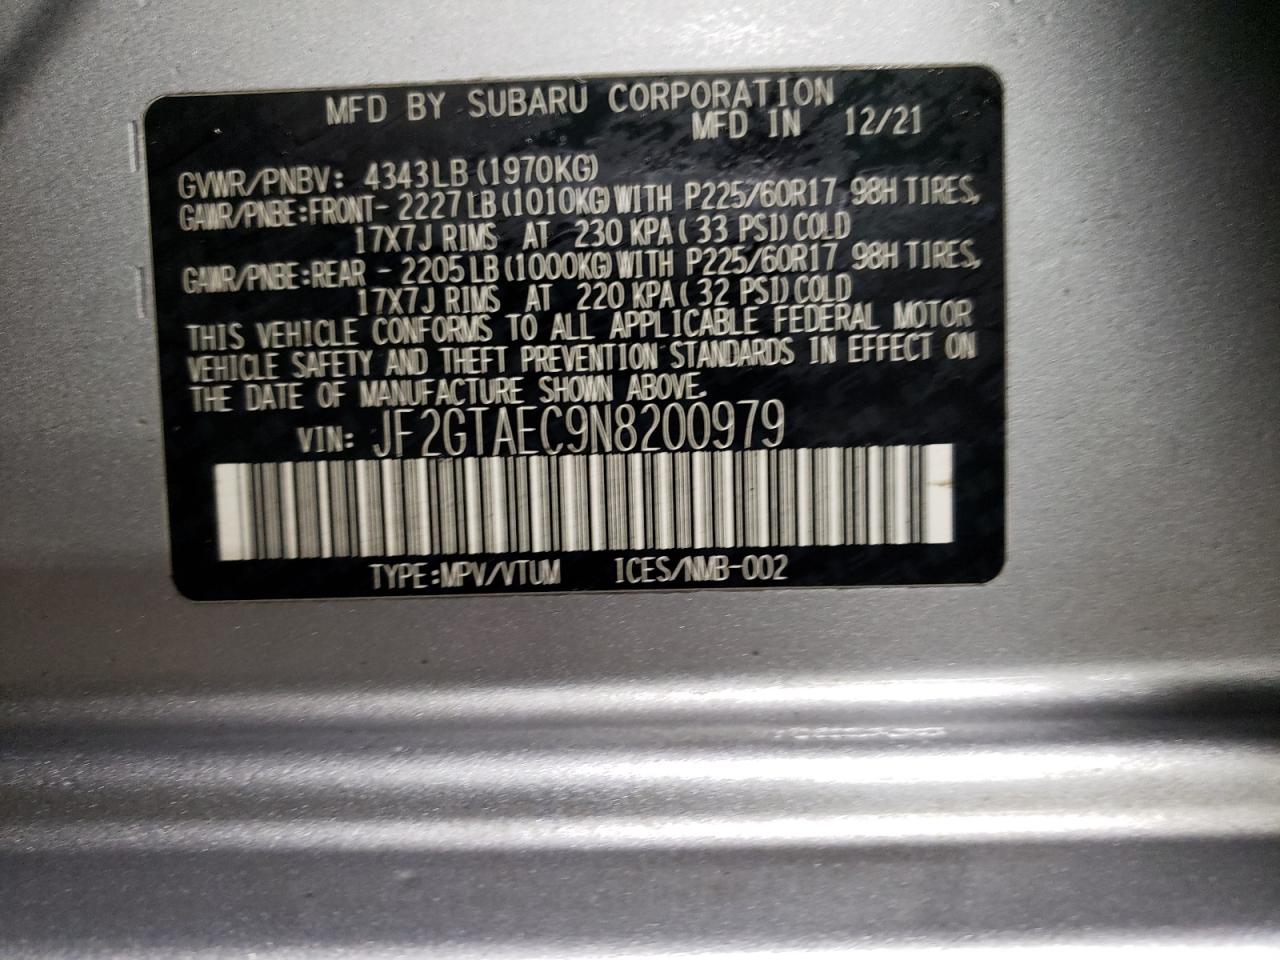 MFD BY SUBARU CORPORATION
MFD IN 12/21
GVWR/PNBV: 4343LB (1970KG)
GAWR/PNBE:FRONT- 2227LB(1010KG)WITH P225/60R17 98H TIRES,
17X7J RIMS AT 230 KPA( 33 PSI)COLD
GAWR/PNBE:REAR - 2205LB(1000KG)WITH P225/60R17 98H TIRES,
17X7J RIMS AT 220 KPA( 32 PSI)COLD
THIS VEHICLE CONFORMS TO ALL APPLICABLE FEDERAL MOTOR
VEHICLE SAFETY AND THEFT PREVENTION STANDARDS IN EFFECT ON
THE DATE OF MANUFACTURE SHOWN ABOVE.
VIN: JF2GTAEC9N8200979
TYPE:MPV/VTUM ICES/NMB-002